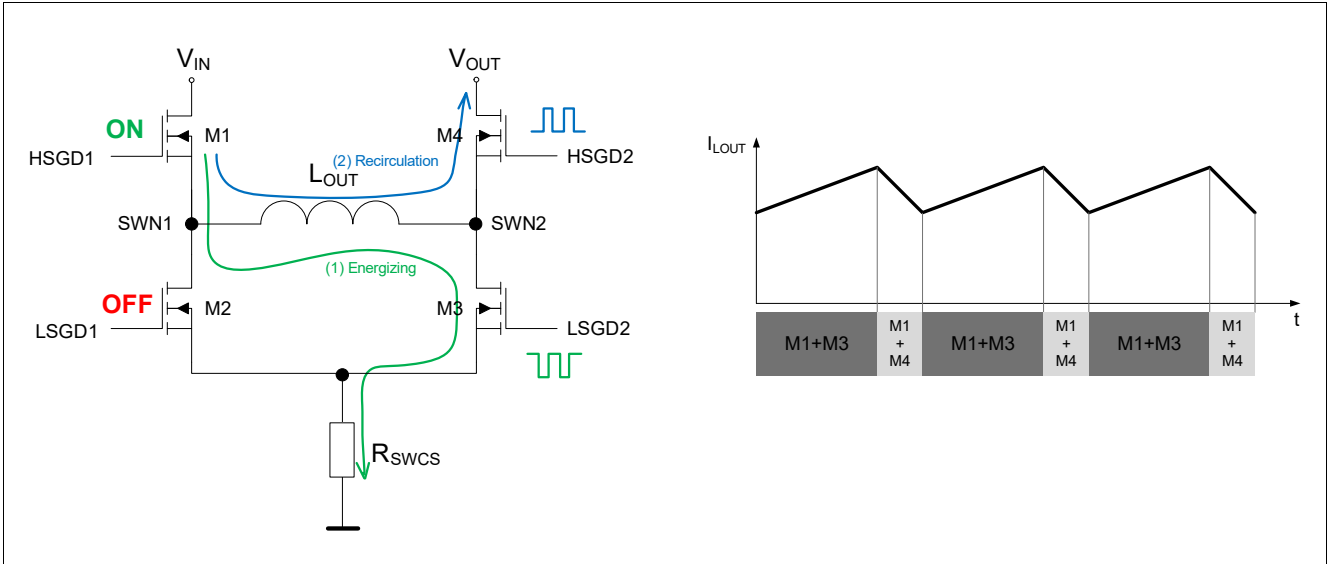 VIN
VOUT
ON
M1
M4
HSGD1
(2) Recirculation
HSGD2
LOUT
SWN1
SWN2
(1) Energizing
OFF
M2
M3
LSGD1
LSGD2
RSWCS
ILOUT
t
M1+M3
M1
+
M4
M1+M3
M1
+
M4
M1+M3
M1
+
M4